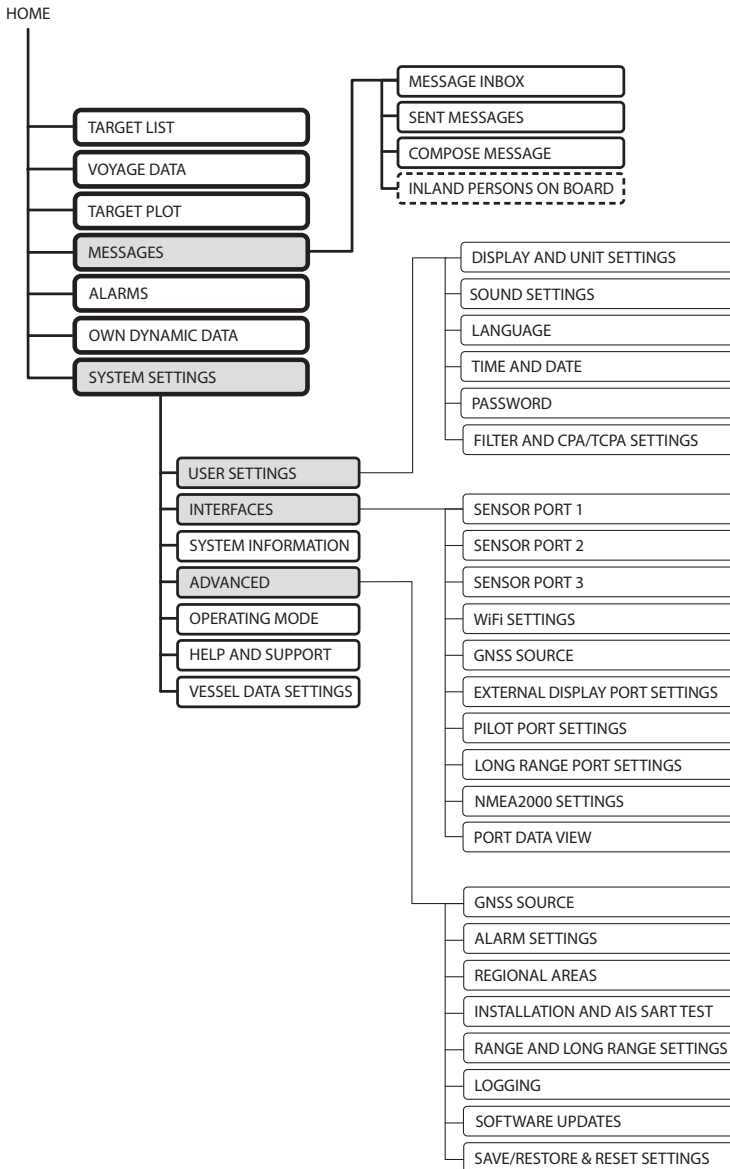 HOME
TARGET LIST
VOYAGE DATA
TARGET PLOT
MESSAGES
ALARMS
OWN DYNAMIC DATA
SYSTEM SETTINGS
MESSAGE INBOX
SENT MESSAGES
COMPOSE MESSAGE
INLAND PERSONS ON BOARD
USER SETTINGS
INTERFACES
SYSTEM INFORMATION
ADVANCED
OPERATING MODE
HELP AND SUPPORT
VESSEL DATA SETTINGS
DISPLAY AND UNIT SETTINGS
SOUND SETTINGS
LANGUAGE
TIME AND DATE
PASSWORD
FILTER AND CPA/TCPA SETTINGS
SENSOR PORT 1
SENSOR PORT 2
SENSOR PORT 3
WiFi SETTINGS
GNSS SOURCE
EXTERNAL DISPLAY PORT SETTINGS
PILOT PORT SETTINGS
LONG RANGE PORT SETTINGS
NMEA2000 SETTINGS
PORT DATA VIEW
GNSS SOURCE
ALARM SETTINGS
REGIONAL AREAS
INSTALLATION AND AIS SART TEST
RANGE AND LONG RANGE SETTINGS
LOGGING
SOFTWARE UPDATES
SAVE/RESTORE & RESET SETTINGS